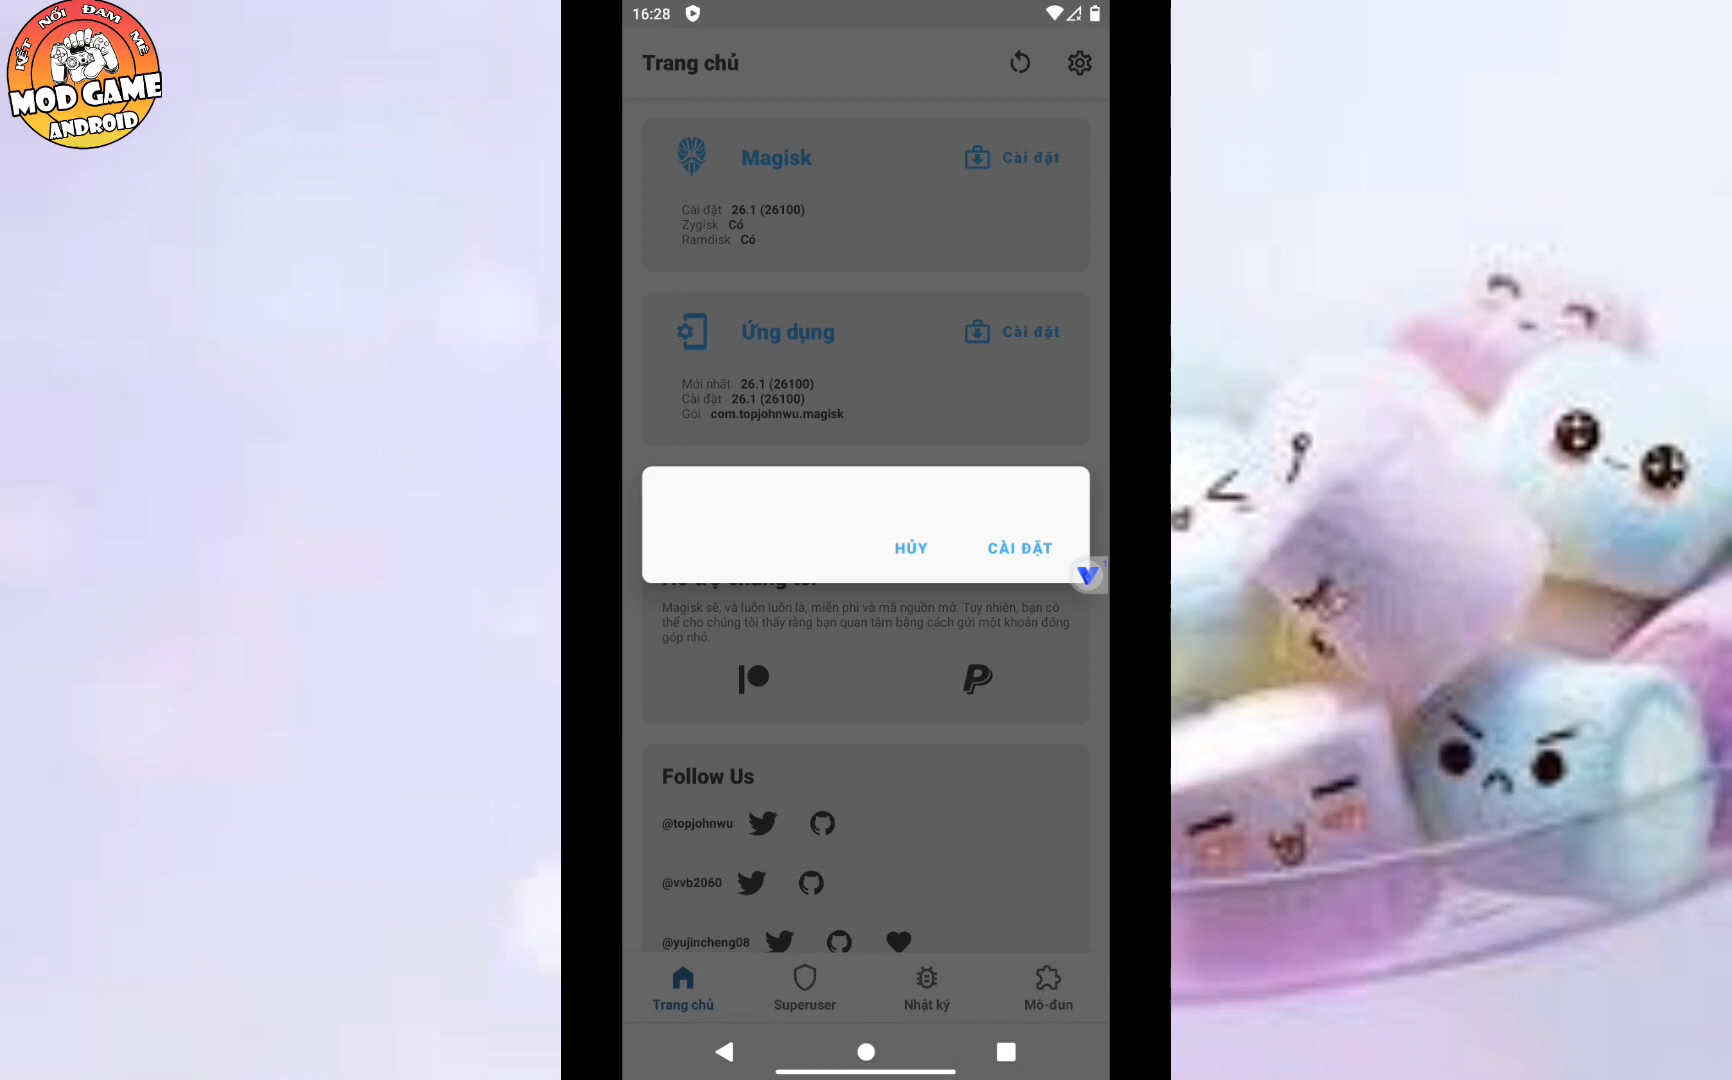 KẾT NỐI ĐAM MÊ
MOD GAME
ANDROID
16:28
Trang chủ
Magisk
Cài đặt
Cài đặt 26.1 (26100)
Zygisk Có
Ramdisk Có
Ứng dụng
Cài đặt
Mới nhất 26.1 (26100)
Cài đặt 26.1 (26100)
Gói com.topjohnwu.magisk
HỦY
CÀI ĐẶT
Magisk sẽ, và luôn luôn là, miễn phí và mã nguồn mở. Tuy nhiên, bạn có
thể cho chúng tôi thấy rằng bạn quan tâm bằng cách gửi một khoản đóng
góp nhỏ.
Follow Us
@topjohnwu
@vvb2060
@yujincheng08
Trang chủ
Superuser
Nhật ký
Mô-đun